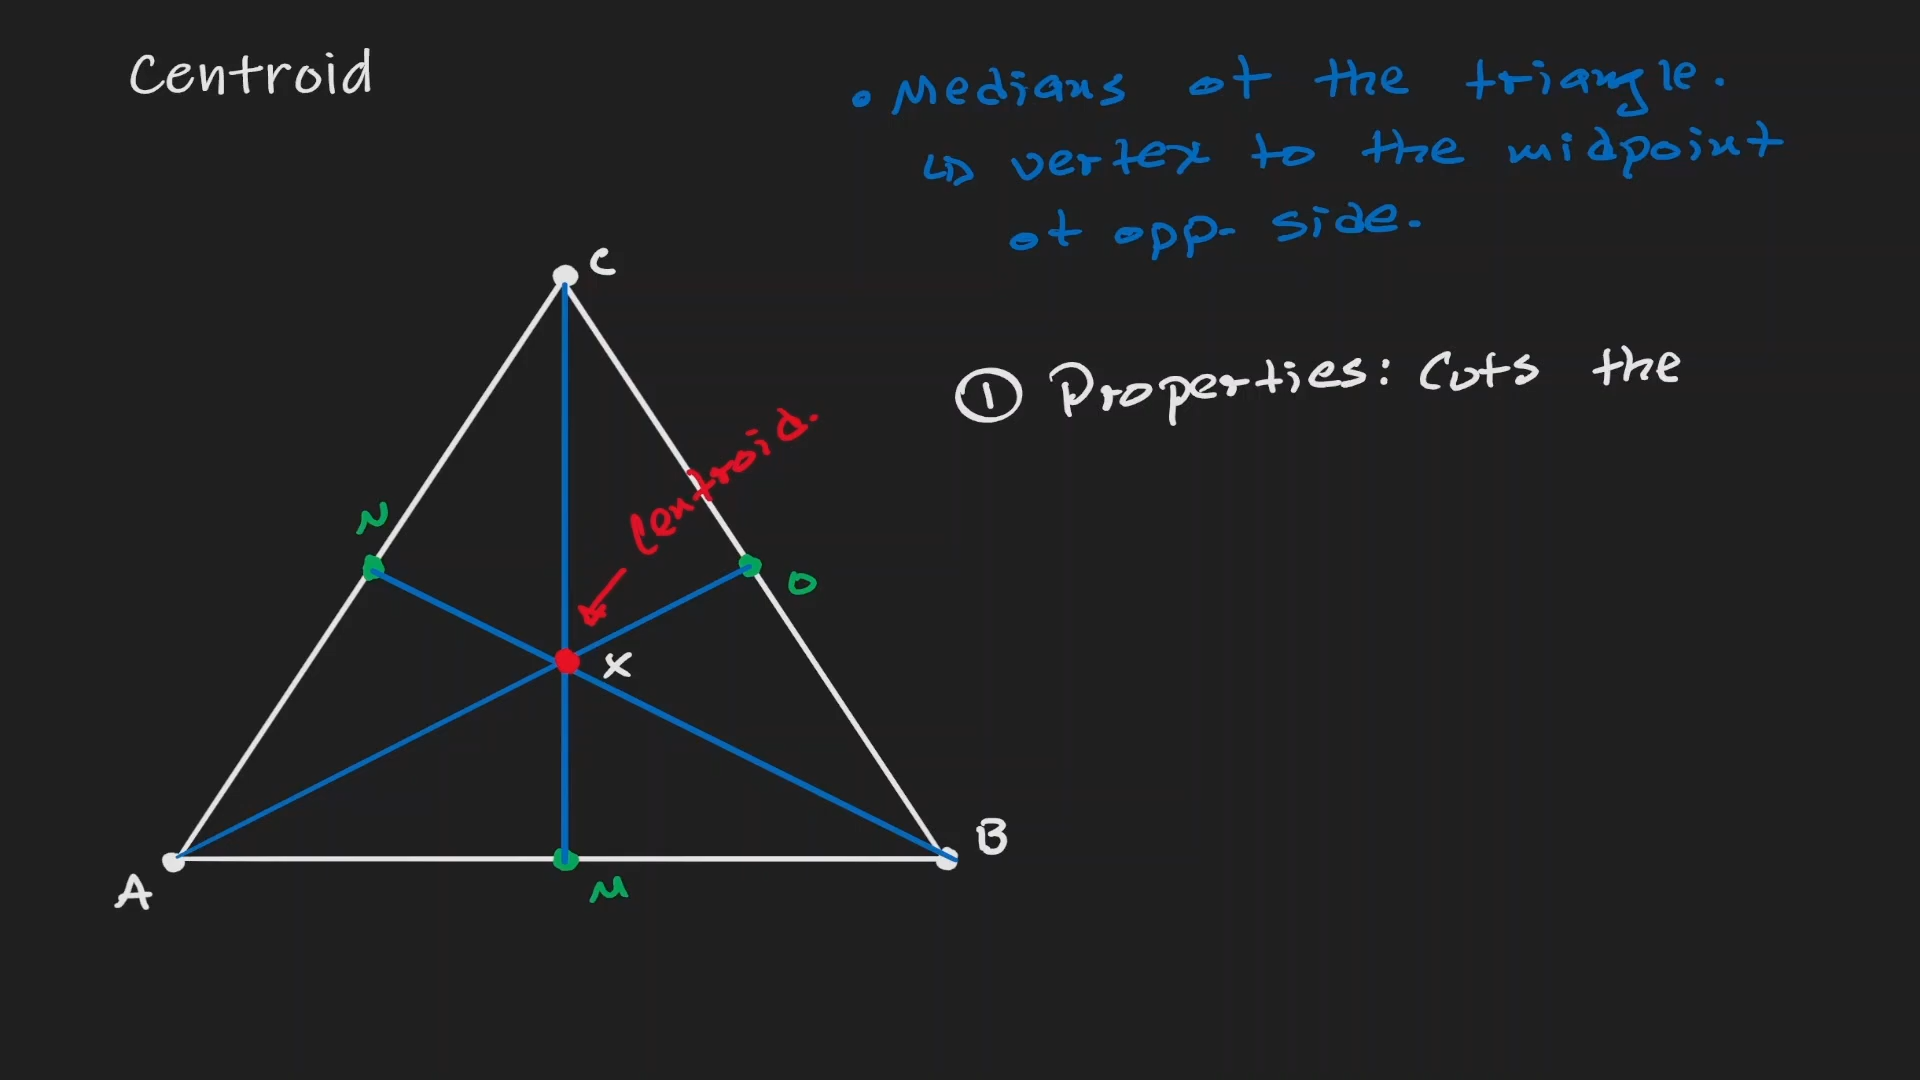 Centroid
• Medians of the triangle.
↳ vertex to the midpoint
of opp. side.
C
① Properties: Cuts the
Centroid.
N
O
X
B
A
M